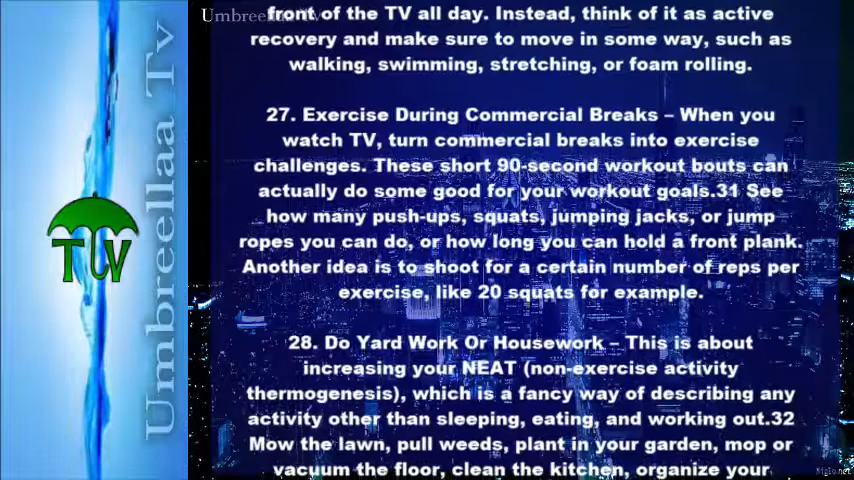 Umbreellaa Tv
front of the TV all day. Instead, think of it as active
recovery and make sure to move in some way, such as
walking, swimming, stretching, or foam rolling.
27. Exercise During Commercial Breaks – When you
watch TV, turn commercial breaks into exercise
challenges. These short 90-second workout bouts can
actually do some good for your workout goals.31 See
how many push-ups, squats, jumping jacks, or jump
ropes you can do, or how long you can hold a front plank.
Another idea is to shoot for a certain number of reps per
exercise, like 20 squats for example.
28. Do Yard Work Or Housework – This is about
increasing your NEAT (non-exercise activity
thermogenesis), which is a fancy way of describing any
activity other than sleeping, eating, and working out.32
Mow the lawn, pull weeds, plant in your garden, mop or
vacuum the floor, clean the kitchen, organize your
Umbreellaa Tv
TV